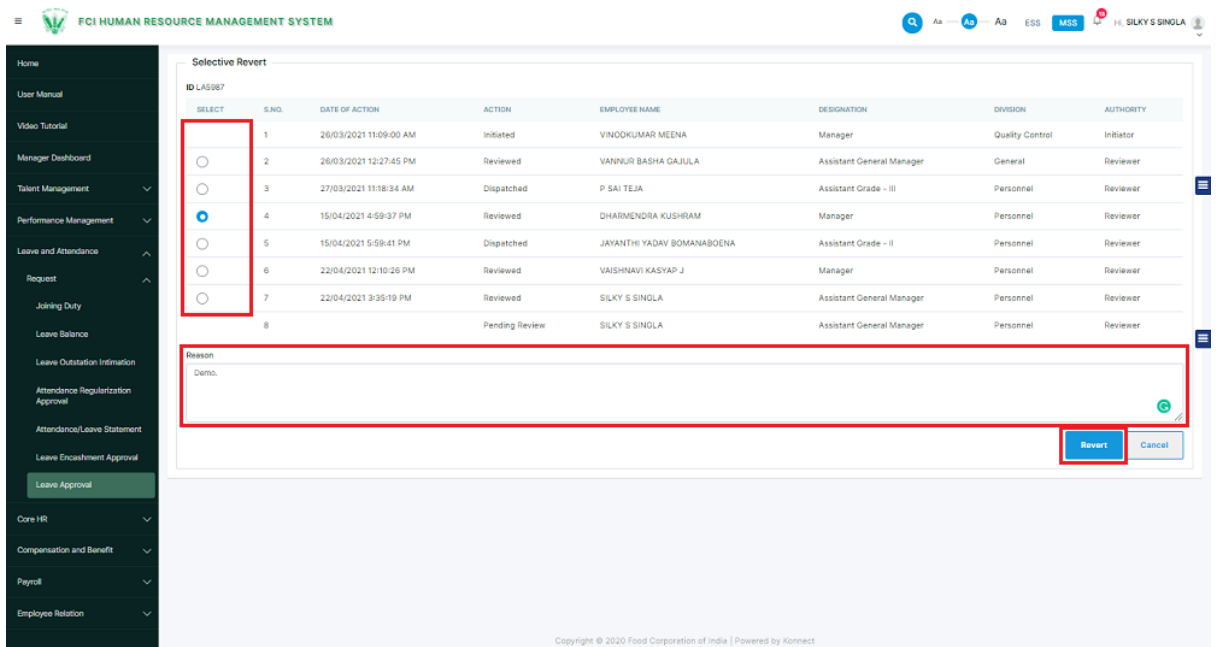 FCI HUMAN RESOURCE MANAGEMENT SYSTEM
Aa Aa Aa ESS MSS Hi, SILKY S SINGLA
Home
User Manual
Video Tutorial
Manager Dashboard
Talent Management
Performance Management
Leave and Attendance
Request
Joining Duty
Leave Balance
Leave Outstation Intimation
Attendance Regularization
Approval
Attendance/Leave Statement
Leave Encashment Approval
Leave Approval
Core HR
Compensation and Benefit
Payroll
Employee Relation
Selective Revert
ID LA5987
SELECT S.NO. DATE OF ACTION ACTION EMPLOYEE NAME DESIGNATION DIVISION AUTHORITY
1 26/03/2021 11:09:00 AM Initiated VINODKUMAR MEENA Manager Quality Control Initiator
2 26/03/2021 12:27:45 PM Reviewed VANNUR BASHA GAJULA Assistant General Manager General Reviewer
3 27/03/2021 11:18:34 AM Dispatched P SAI TEJA Assistant Grade - III Personnel Reviewer
4 15/04/2021 4:59:37 PM Reviewed DHARMENDRA KUSHRAM Manager Personnel Reviewer
5 15/04/2021 5:59:41 PM Dispatched JAYANTHI YADAV BOMANABOENA Assistant Grade - II Personnel Reviewer
6 22/04/2021 12:10:26 PM Reviewed VAISHNAVI KASYAP J Manager Personnel Reviewer
7 22/04/2021 3:35:19 PM Reviewed SILKY S SINGLA Assistant General Manager Personnel Reviewer
8 Pending Review SILKY S SINGLA Assistant General Manager Personnel Reviewer
Reason
Demo.
Revert Cancel
Copyright © 2020 Food Corporation of India | Powered by Konnect